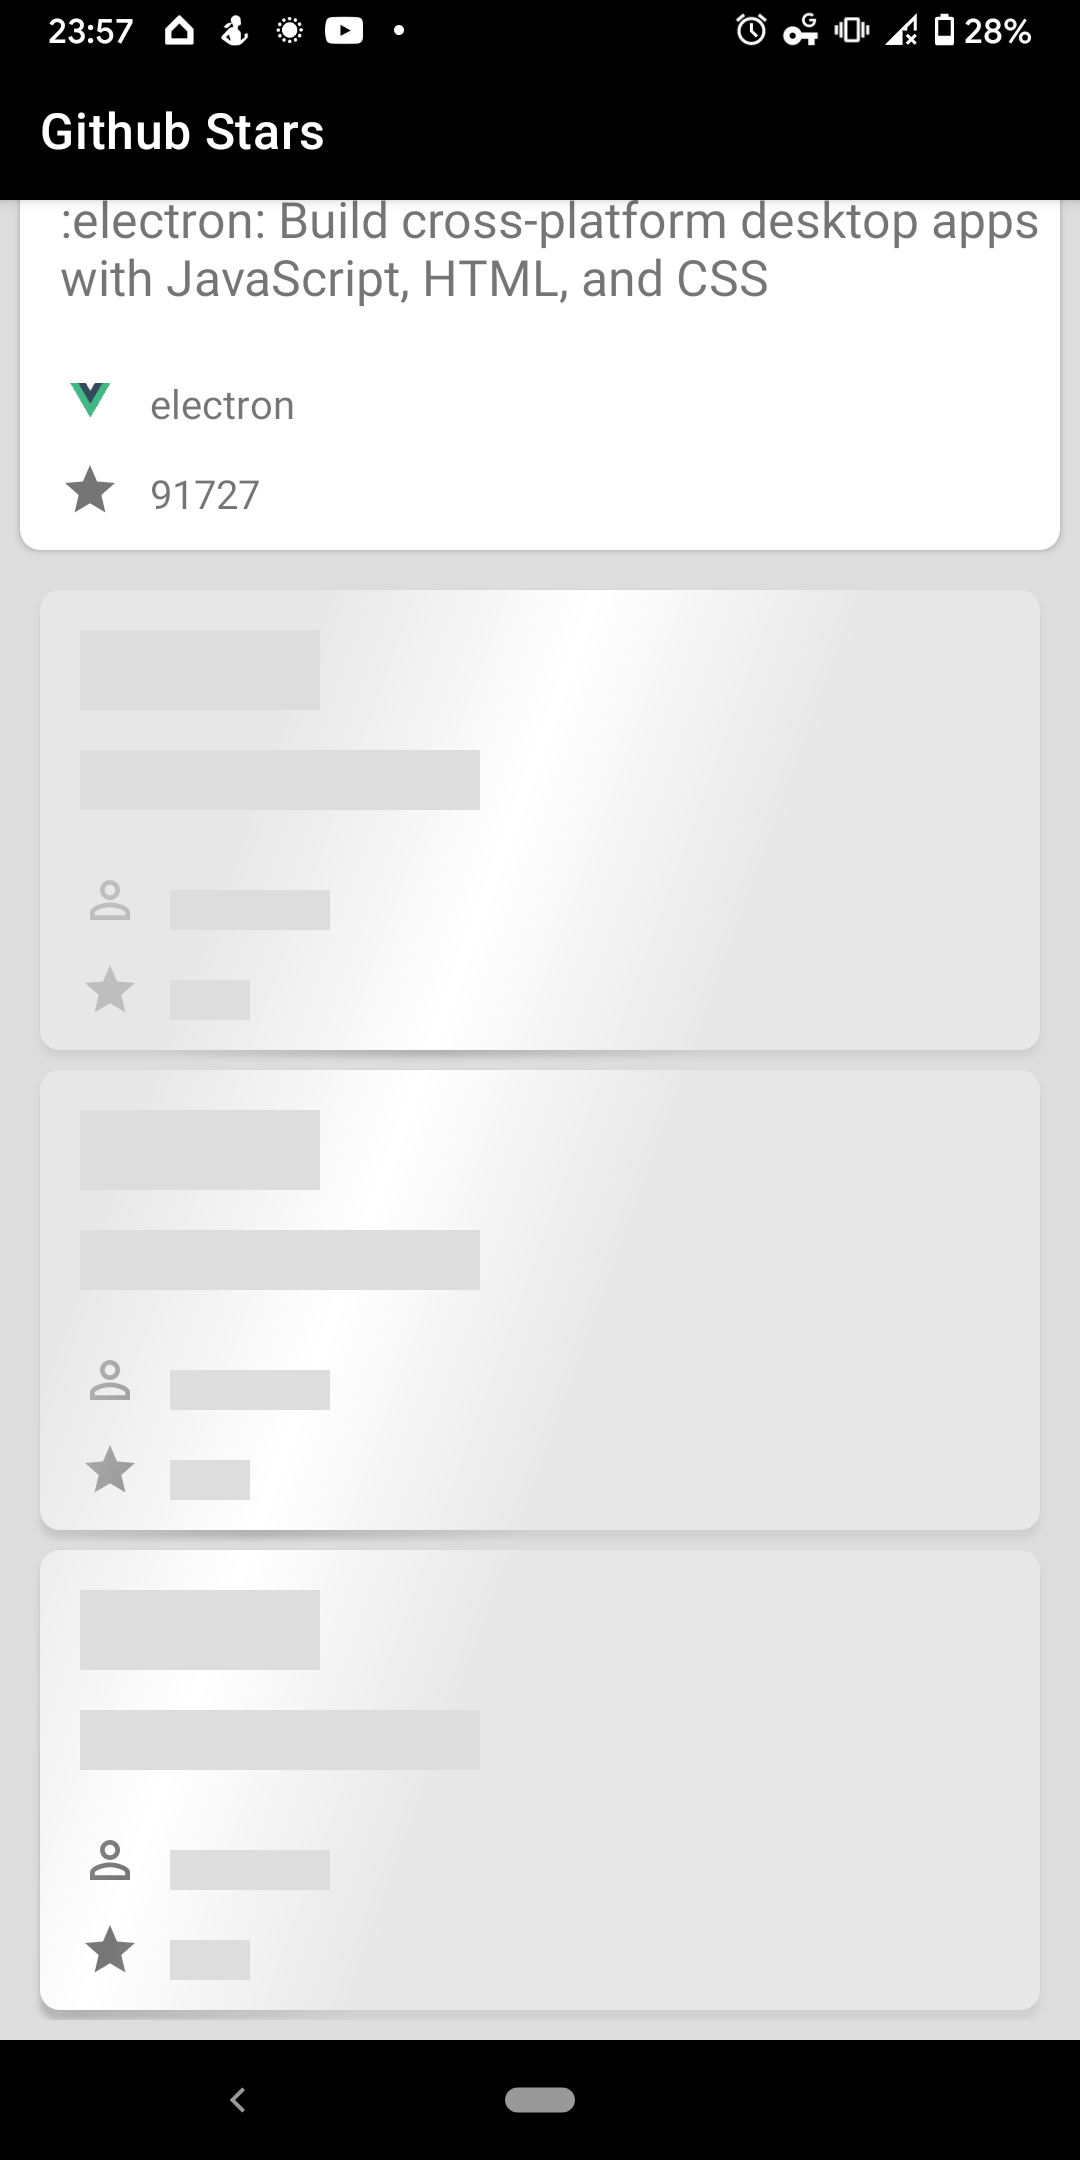 23:57
G
28%
Github Stars
:electron: Build cross-platform desktop apps
with JavaScript, HTML, and CSS
electron
91727